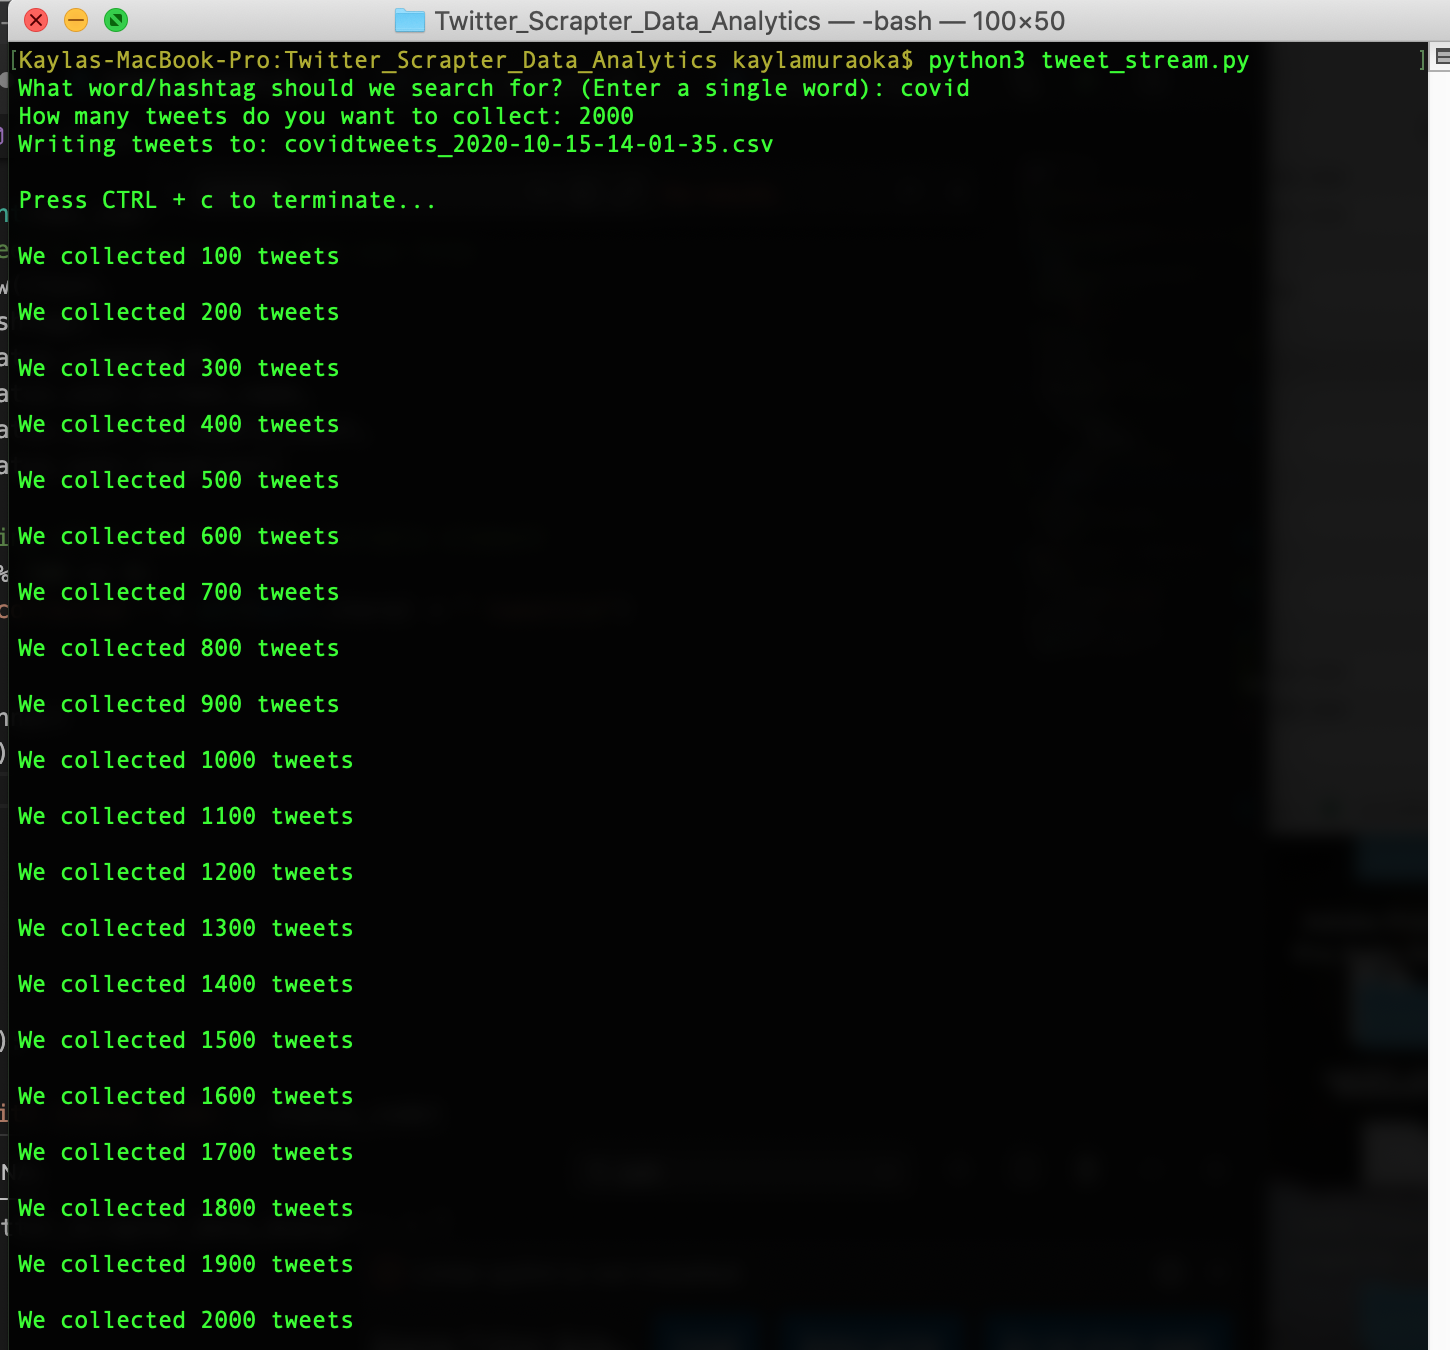 Twitter_Scrapter_Data_Analytics — -bash — 100×50
[Kaylas-MacBook-Pro:Twitter_Scrapter_Data_Analytics kaylamuraoka$ python3 tweet_stream.py ]
What word/hashtag should we search for? (Enter a single word): covid
How many tweets do you want to collect: 2000
Writing tweets to: covidtweets_2020-10-15-14-01-35.csv
Press CTRL + c to terminate...
We collected 100 tweets
We collected 200 tweets
We collected 300 tweets
We collected 400 tweets
We collected 500 tweets
We collected 600 tweets
We collected 700 tweets
We collected 800 tweets
We collected 900 tweets
We collected 1000 tweets
We collected 1100 tweets
We collected 1200 tweets
We collected 1300 tweets
We collected 1400 tweets
We collected 1500 tweets
We collected 1600 tweets
We collected 1700 tweets
We collected 1800 tweets
We collected 1900 tweets
We collected 2000 tweets